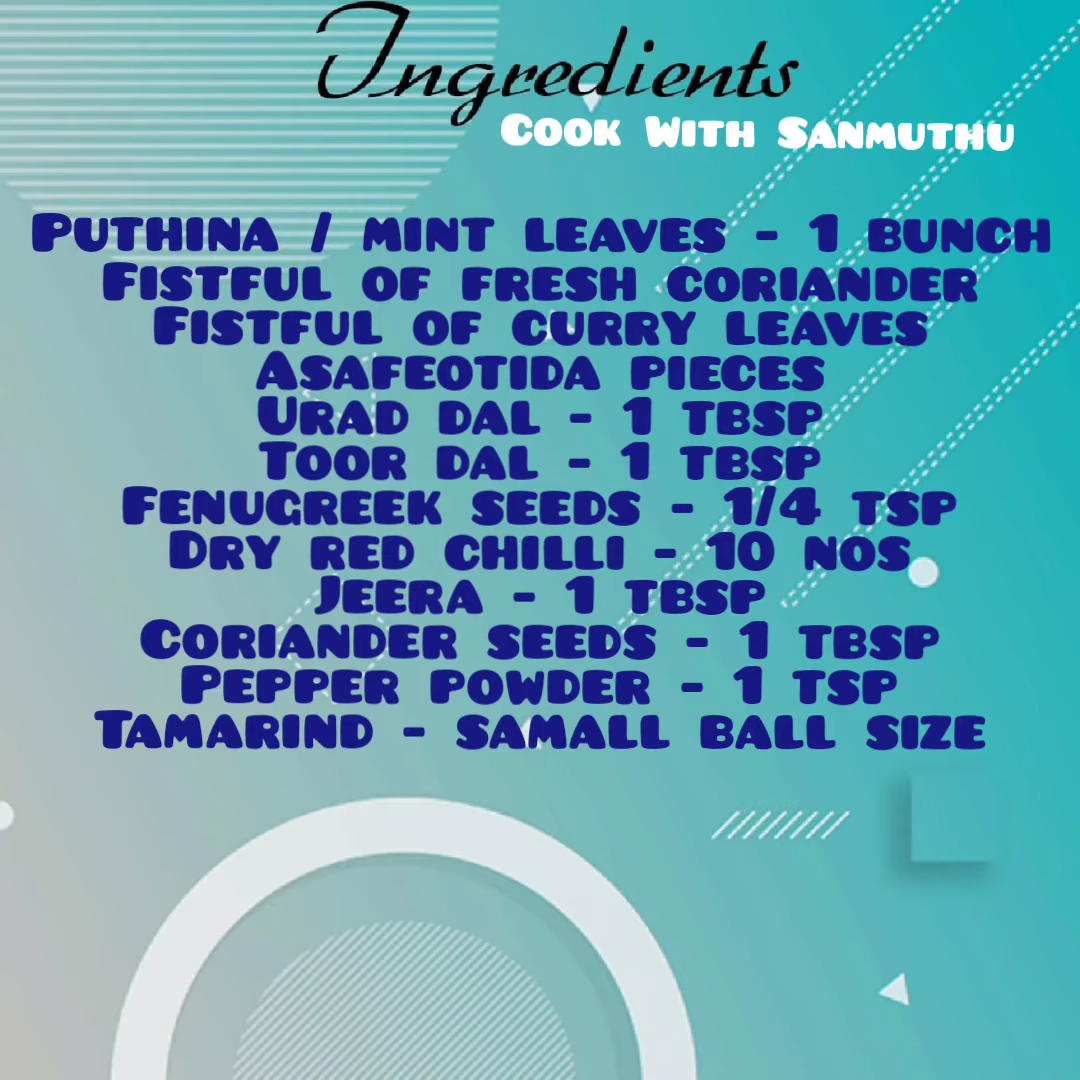 Ingredients
Cook With Sanmuthu
Puthina / mint leaves - 1 bunch
Fistful of fresh coriander
Fistful of curry leaves
Asafeotida pieces
Urad dal - 1 tbsp
Toor dal - 1 tbsp
Fenugreek seeds - 1/4 tsp
Dry red chilli - 10 nos
Jeera - 1 tbsp
Coriander seeds - 1 tbsp
Pepper powder - 1 tsp
Tamarind - samall ball size